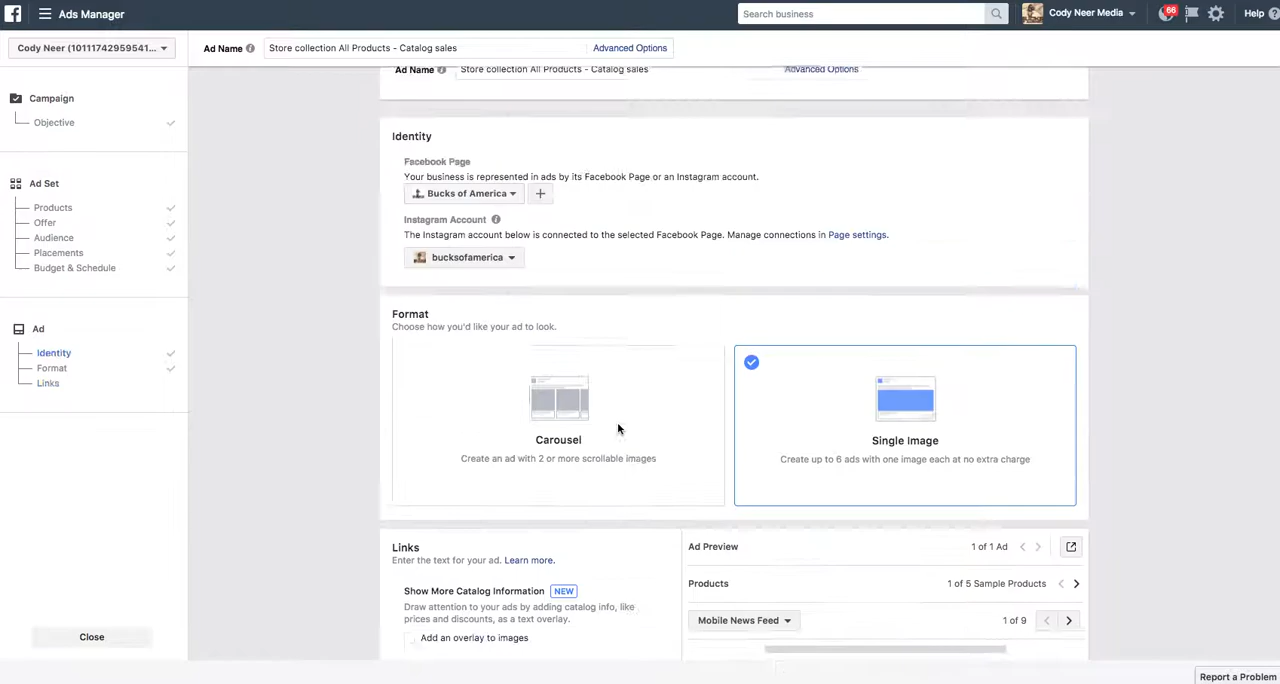 Ads Manager
Search business
Cody Neer Media
66
Help
Cody Neer (10111742959541...
Ad Name
Store collection All Products - Catalog sales
Advanced Options
Ad Name
Store collection All Products - Catalog sales
Advanced Options
Campaign
Objective
Ad Set
Products
Offer
Audience
Placements
Budget & Schedule
Ad
Identity
Format
Links
Close
Identity
Facebook Page
Your business is represented in ads by its Facebook Page or an Instagram account.
Bucks of America
Instagram Account
The Instagram account below is connected to the selected Facebook Page. Manage connections in Page settings.
bucksofamerica
Format
Choose how you'd like your ad to look.
Carousel
Create an ad with 2 or more scrollable images
Single Image
Create up to 6 ads with one image each at no extra charge
Links
Enter the text for your ad. Learn more.
Show More Catalog Information NEW
Draw attention to your ads by adding catalog info, like
prices and discounts, as a text overlay.
Add an overlay to images
Ad Preview
1 of 1 Ad
Products
1 of 5 Sample Products
Mobile News Feed
1 of 9
Report a Problem